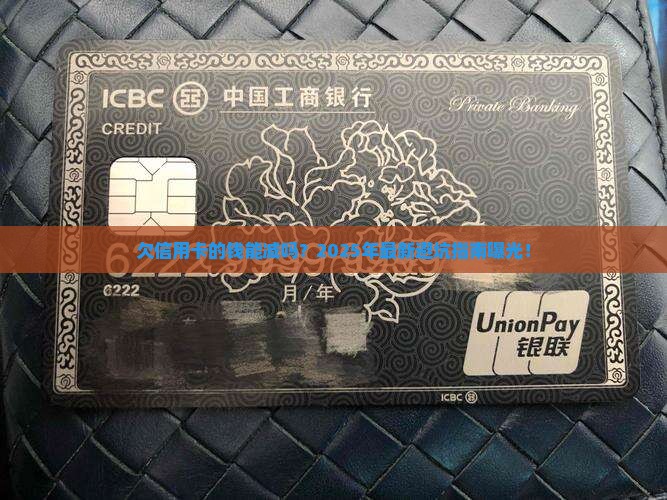 ICBC 中国工商银行
Private Banking
CREDIT
欠信用卡的钱能减吗？2025年最新避坑指南曝光！
6222
6222
月/年
UnionPay
银联
ICBC